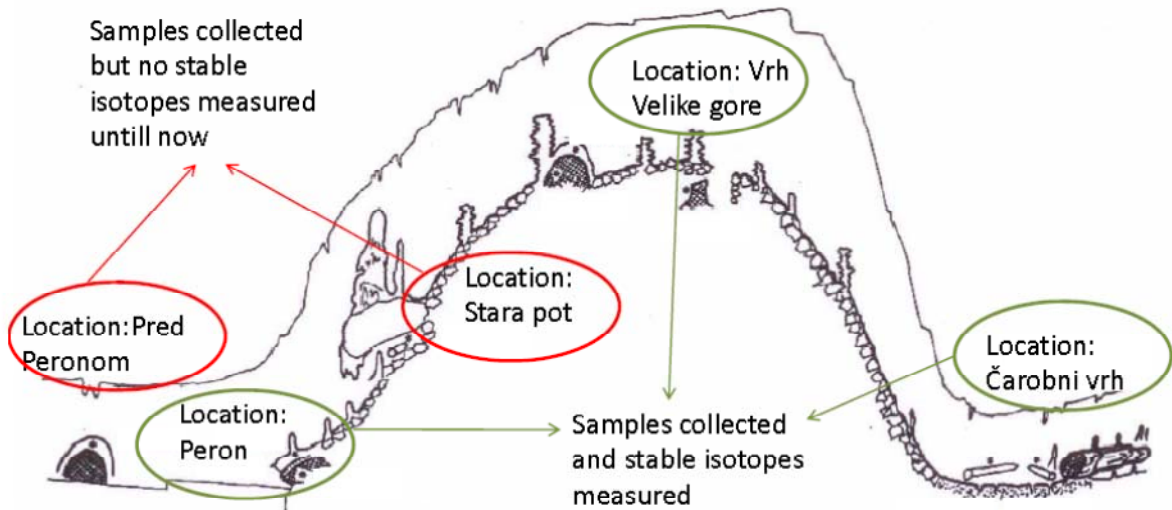 Samples collected
but no stable
isotopes measured
untill now
Location: Vrh
Velike gore
Location:
Stara pot
Location:Pred
Peronom
Location:
Čarobni vrh
Location:
Peron
Samples collected
and stable isotopes
measured